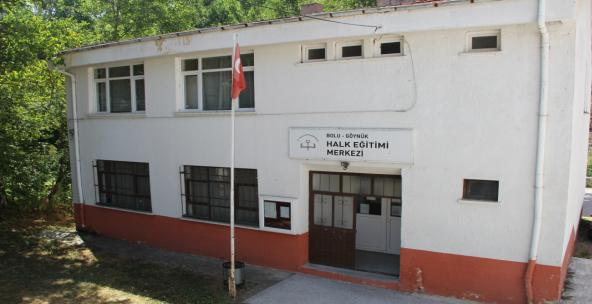 BOLU - GÖYNÜK
HALK EĞİTİMİ
MERKEZİ